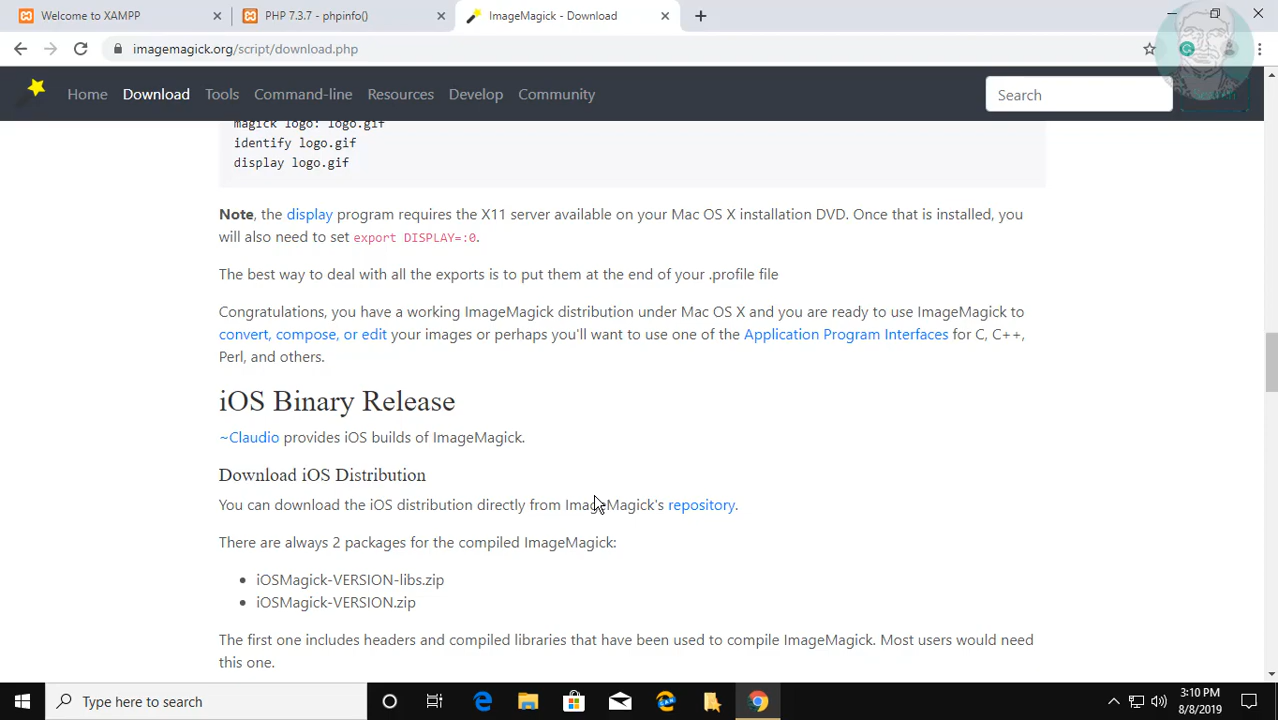 Welcome to XAMPP
PHP 7.3.7 - phpinfo()
ImageMagick - Download
imagemagick.org/script/download.php
Home Download Tools Command-line Resources Develop Community
Search
magick logo: logo.gif
identify logo.gif
display logo.gif
Note, the display program requires the X11 server available on your Mac OS X installation DVD. Once that is installed, you
will also need to set export DISPLAY=:0.
The best way to deal with all the exports is to put them at the end of your .profile file
Congratulations, you have a working ImageMagick distribution under Mac OS X and you are ready to use ImageMagick to
convert, compose, or edit your images or perhaps you'll want to use one of the Application Program Interfaces for C, C++,
Perl, and others.
iOS Binary Release
~Claudio provides iOS builds of ImageMagick.
Download iOS Distribution
You can download the iOS distribution directly from ImageMagick's repository.
There are always 2 packages for the compiled ImageMagick:
• iOSMagick-VERSION-libs.zip
• iOSMagick-VERSION.zip
The first one includes headers and compiled libraries that have been used to compile ImageMagick. Most users would need
this one.
Type here to search
3:10 PM
8/8/2019